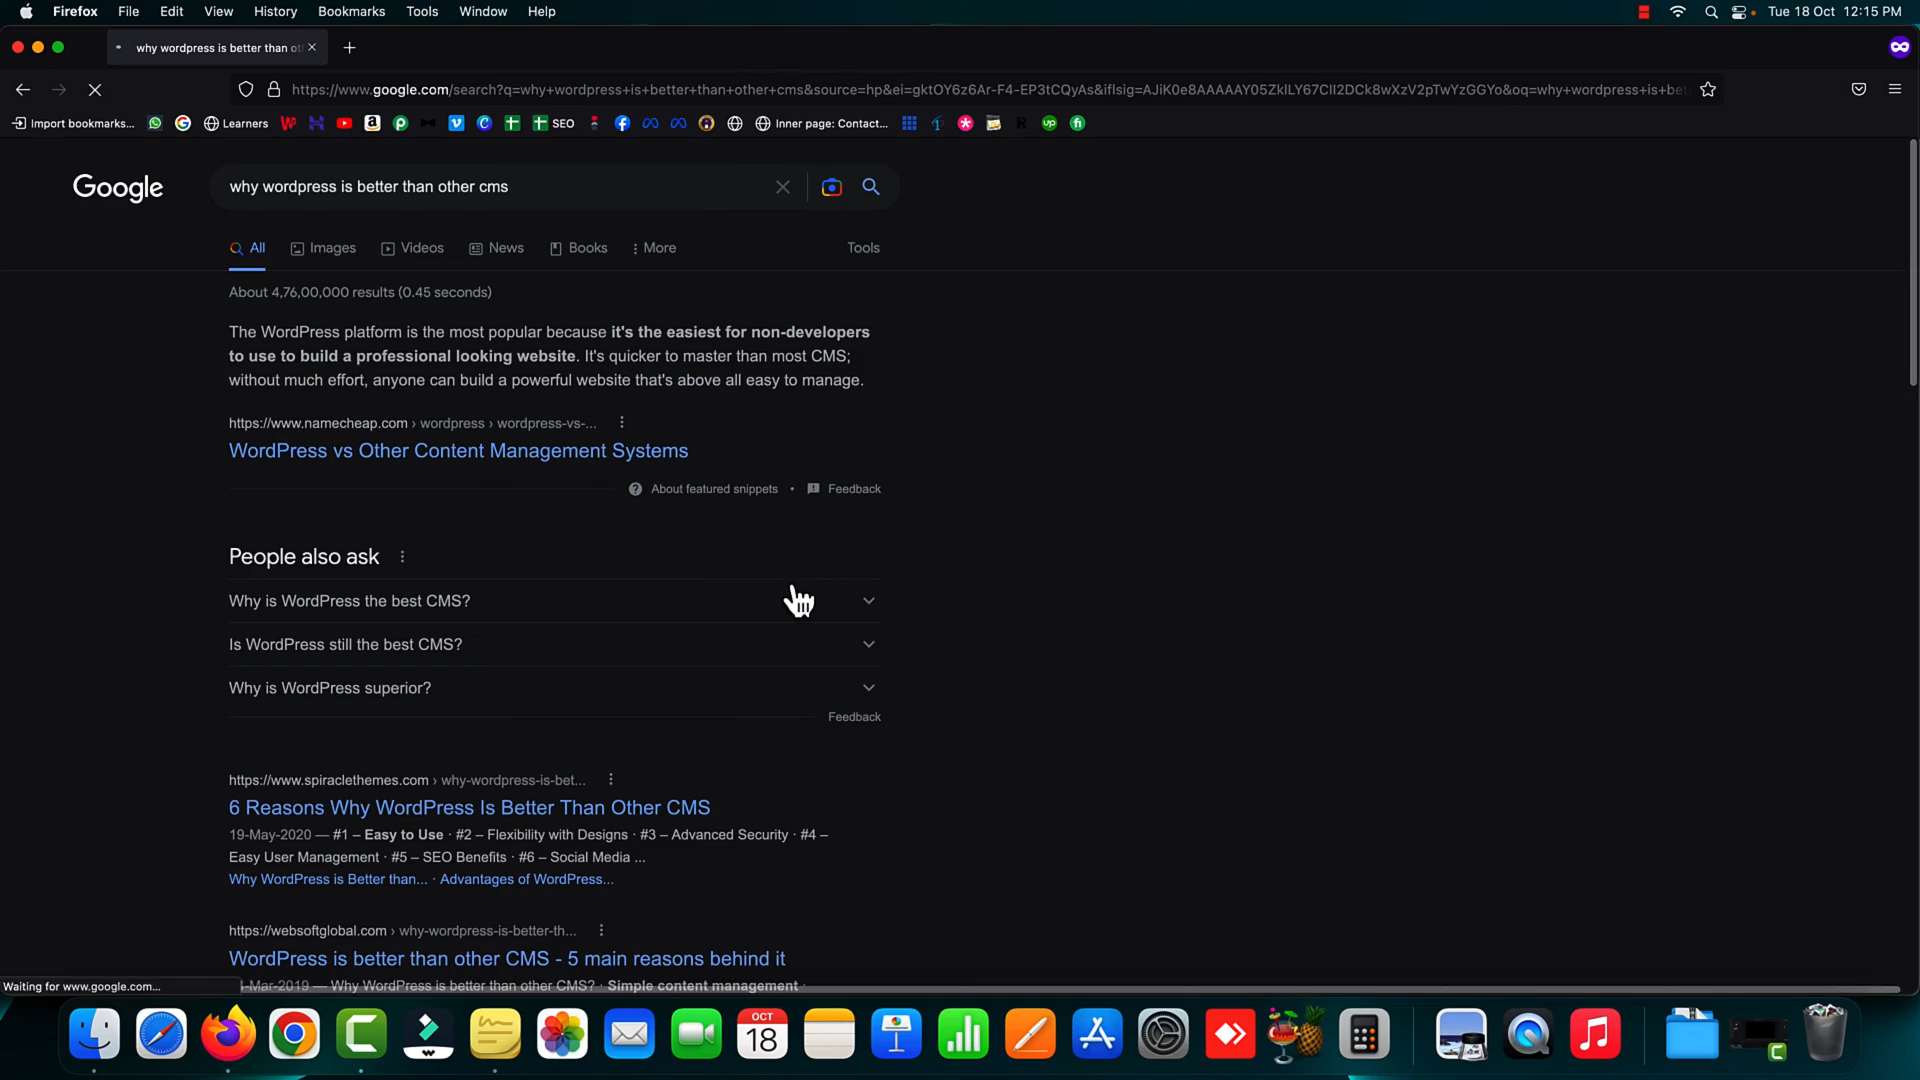 Firefox File Edit View History Bookmarks Tools Window Help Tue 18 Oct 12:15 PM
why wordpress is better than ot
https://www.google.com/search?q=why+wordpress+is+better+than+other+cms&source=hp&ei=gktOY6z6Ar-F4-EP3tCQyAs&iflsig=AJiK0e8AAAAAY05ZklLY67ClI2DCk8wXzV2pTwYzGGYo&oq=why+wordpress+is+bet
Import bookmarks... Learners SEO Inner page: Contact...
Google why wordpress is better than other cms
All Images Videos News Books More Tools
About 4,76,00,000 results (0.45 seconds)
The WordPress platform is the most popular because it's the easiest for non-developers
to use to build a professional looking website. It's quicker to master than most CMS;
without much effort, anyone can build a powerful website that's above all easy to manage.
https://www.namecheap.com › wordpress › wordpress-vs-...
WordPress vs Other Content Management Systems
About featured snippets • Feedback
People also ask
Why is WordPress the best CMS?
Is WordPress still the best CMS?
Why is WordPress superior?
Feedback
https://www.spiraclethemes.com › why-wordpress-is-bet...
6 Reasons Why WordPress Is Better Than Other CMS
19-May-2020 — #1 – Easy to Use · #2 – Flexibility with Designs · #3 – Advanced Security · #4 –
Easy User Management · #5 – SEO Benefits · #6 – Social Media ...
Why WordPress is Better than... · Advantages of WordPress...
https://websoftglobal.com › why-wordpress-is-better-th...
WordPress is better than other CMS - 5 main reasons behind it
-Mar-2019 — Why WordPress is better than other CMS? · Simple content management ·
Waiting for www.google.com...
OCT
18